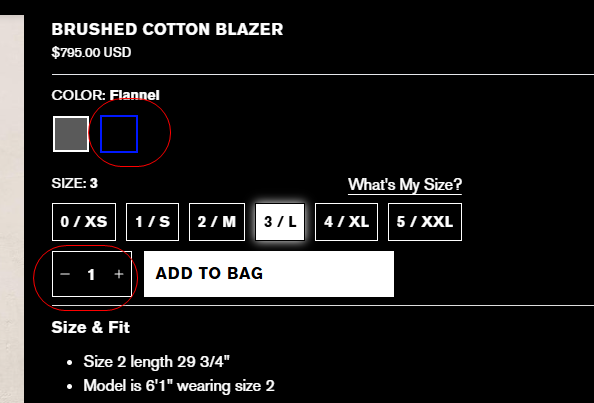 BRUSHED COTTON BLAZER
$795.00 USD
COLOR: Flannel
SIZE: 3 What's My Size?
0 / XS 1 / S 2 / M 3 / L 4 / XL 5 / XXL
− 1 + ADD TO BAG
Size & Fit
• Size 2 length 29 3/4"
• Model is 6'1" wearing size 2